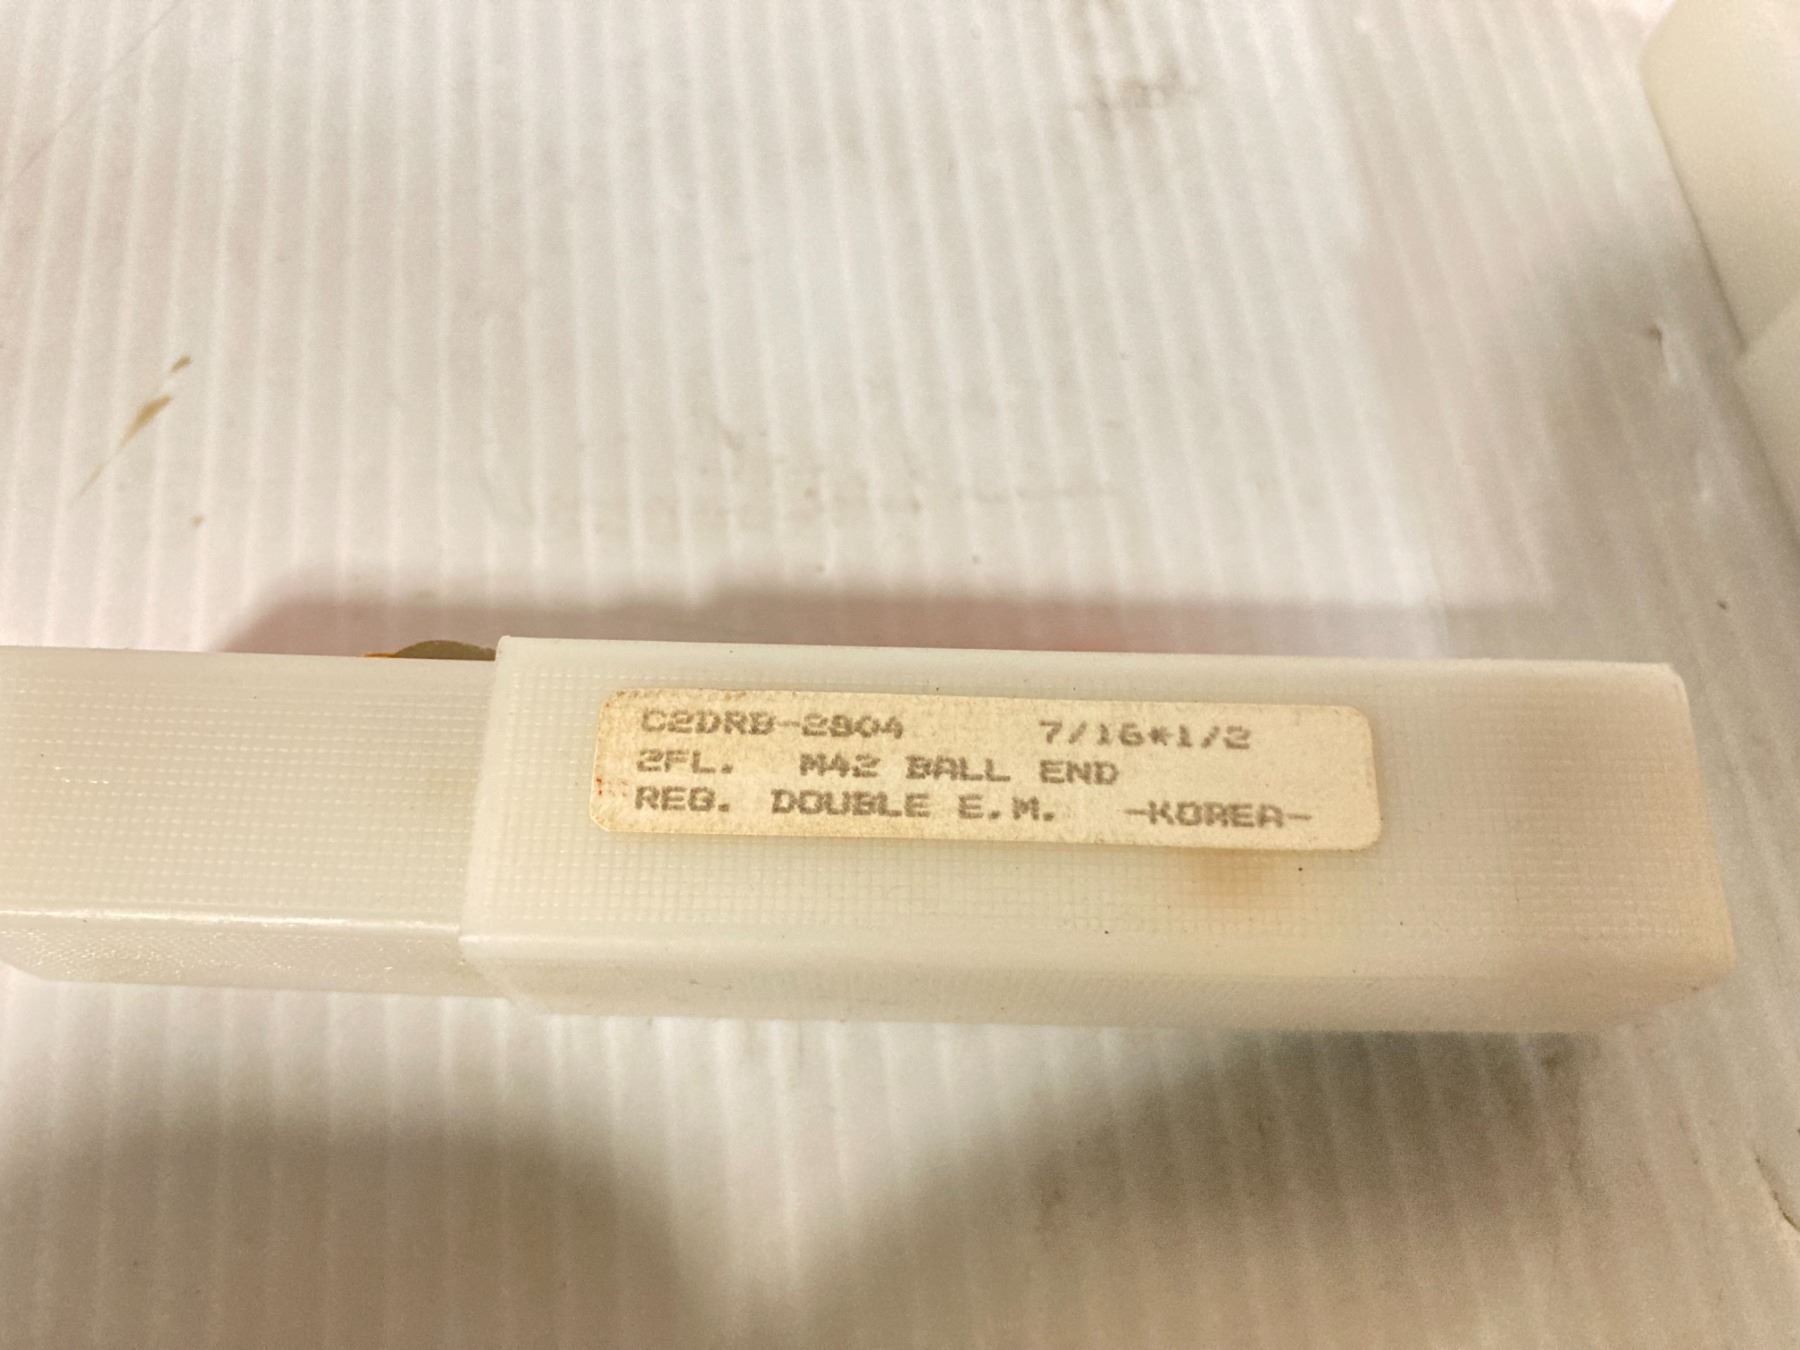 C2DRB-2804 7/16*1/2
2FL. M42 BALL END
REG. DOUBLE E.M. -KOREA-